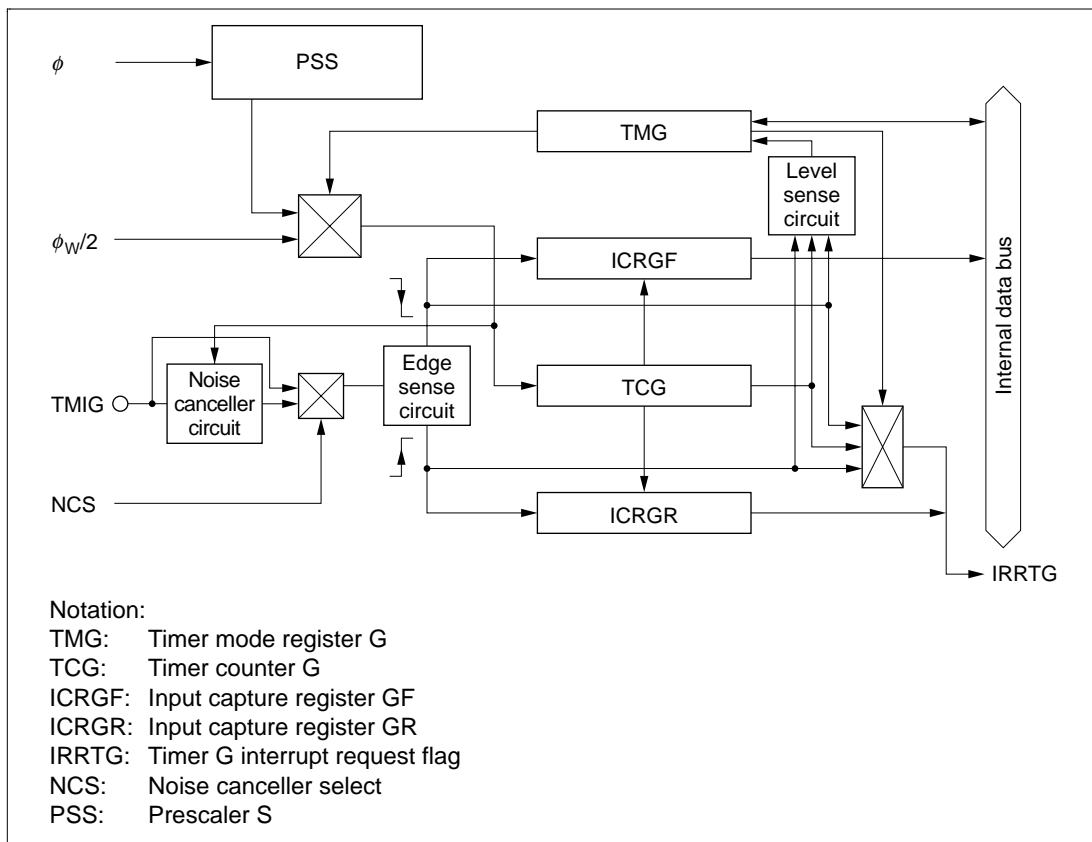 ϕ
PSS
TMG
Level
sense
circuit
ϕW/2
ICRGF
Internal data bus
Edge
sense
circuit
TCG
Noise
canceller
circuit
TMIG
NCS
ICRGR
IRRTG
Notation:
TMG: Timer mode register G
TCG: Timer counter G
ICRGF: Input capture register GF
ICRGR: Input capture register GR
IRRTG: Timer G interrupt request flag
NCS: Noise canceller select
PSS: Prescaler S